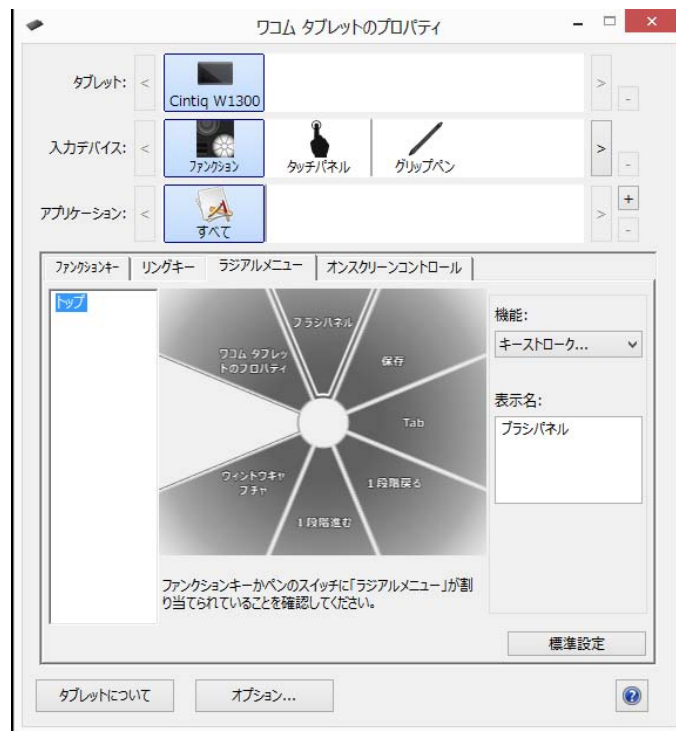 ワコム タブレットのプロパティ
タブレット:
Cintiq W1300
入力デバイス:
ファンクション
タッチパネル
グリップペン
アプリケーション:
すべて
ファンクションキー
リングキー
ラジアルメニュー
オンスクリーンコントロール
トップ
ブラシパネル
保存
Tab
1段階戻る
1段階進む
ウィントウキャ
プチャ
ワコム タブレッ
トのプロパティ
ファンクションキーかペンのスイッチに「ラジアルメニュー」が割
り当てられていることを確認してください。
機能:
キーストローク...
表示名:
ブラシパネル
標準設定
タブレットについて
オプション...